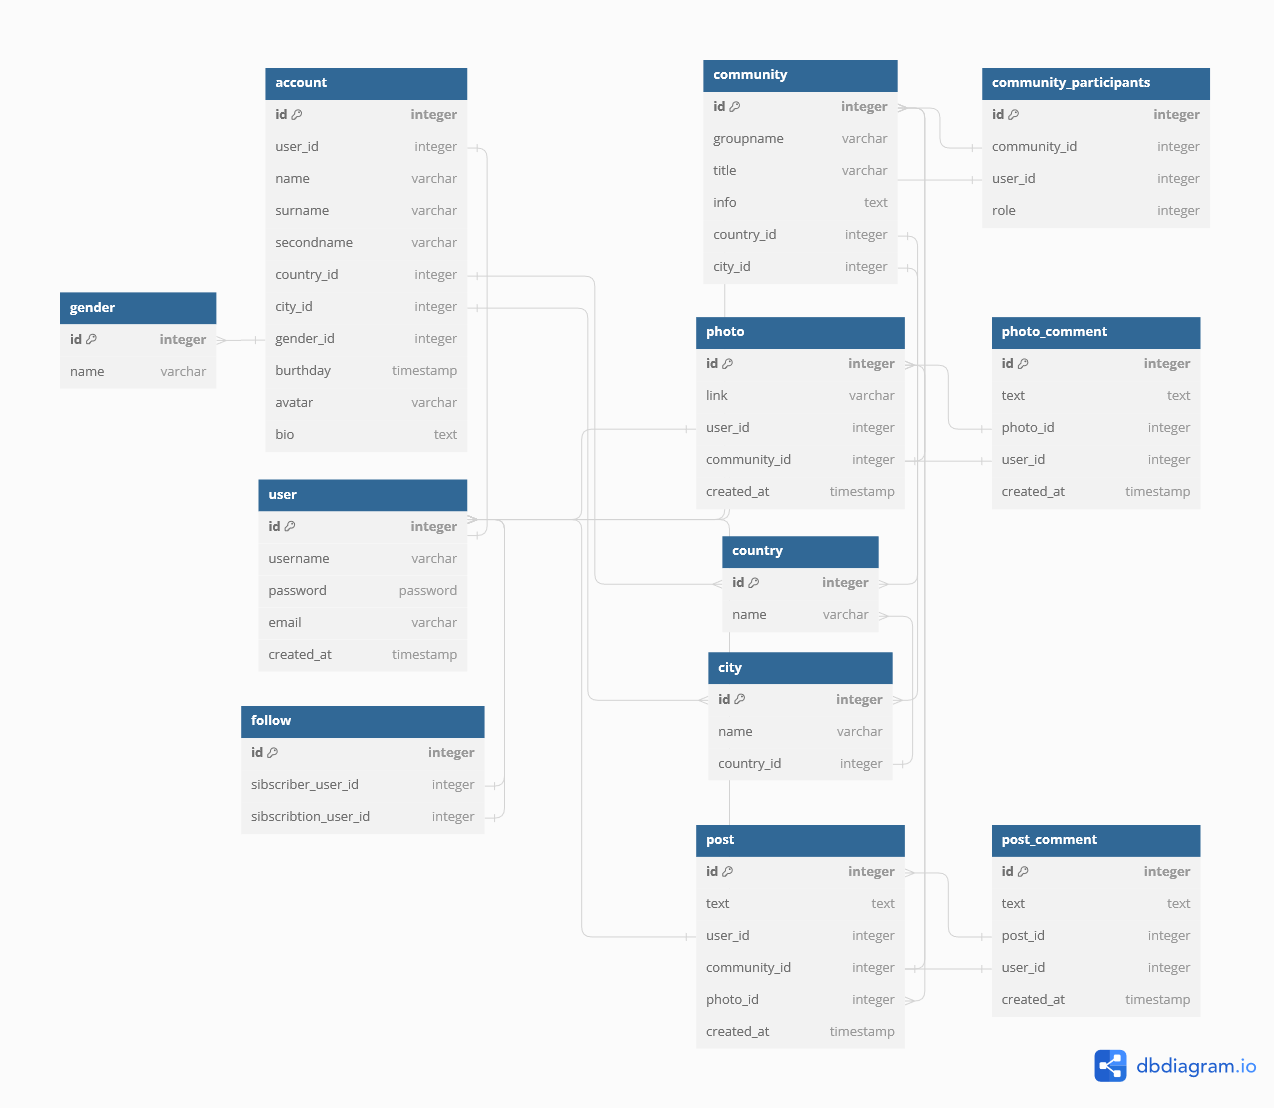 account
id integer
user_id integer
name varchar
surname varchar
secondname varchar
country_id integer
city_id integer
gender_id integer
burthday timestamp
avatar varchar
bio text
gender
id integer
name varchar
user
id integer
username varchar
password password
email varchar
created_at timestamp
follow
id integer
sibscriber_user_id integer
sibscribtion_user_id integer
community
id integer
groupname varchar
title varchar
info text
country_id integer
city_id integer
community_participants
id integer
community_id integer
user_id integer
role integer
photo
id integer
link varchar
user_id integer
community_id integer
created_at timestamp
photo_comment
id integer
text text
photo_id integer
user_id integer
created_at timestamp
country
id integer
name varchar
city
id integer
name varchar
country_id integer
post
id integer
text text
user_id integer
community_id integer
photo_id integer
created_at timestamp
post_comment
id integer
text text
post_id integer
user_id integer
created_at timestamp
dbdiagram.io